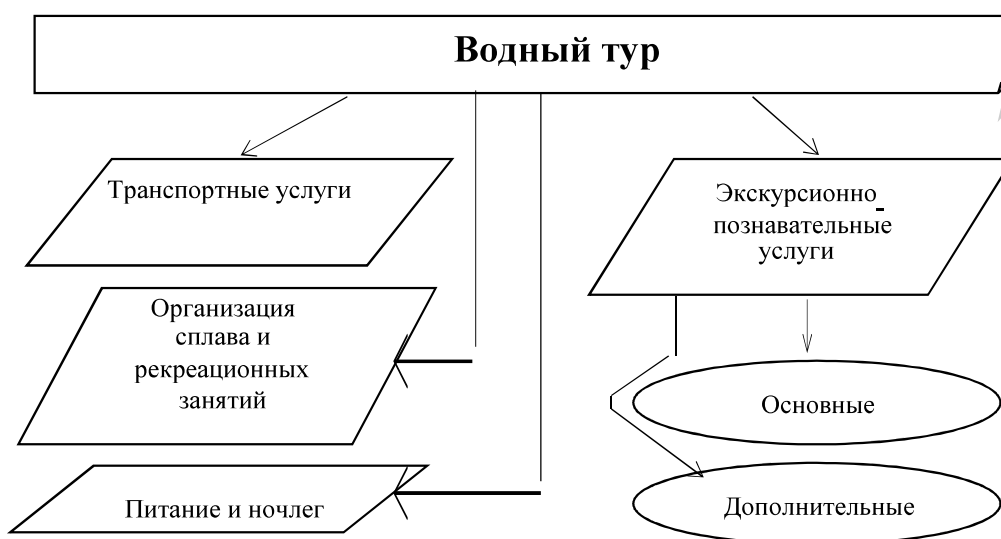 Водный тур
Транспортные услуги
Экскурсионно-
познавательные
услуги
Организация
сплава и
рекреационных
занятий
Основные
Питание и ночлег
Дополнительные